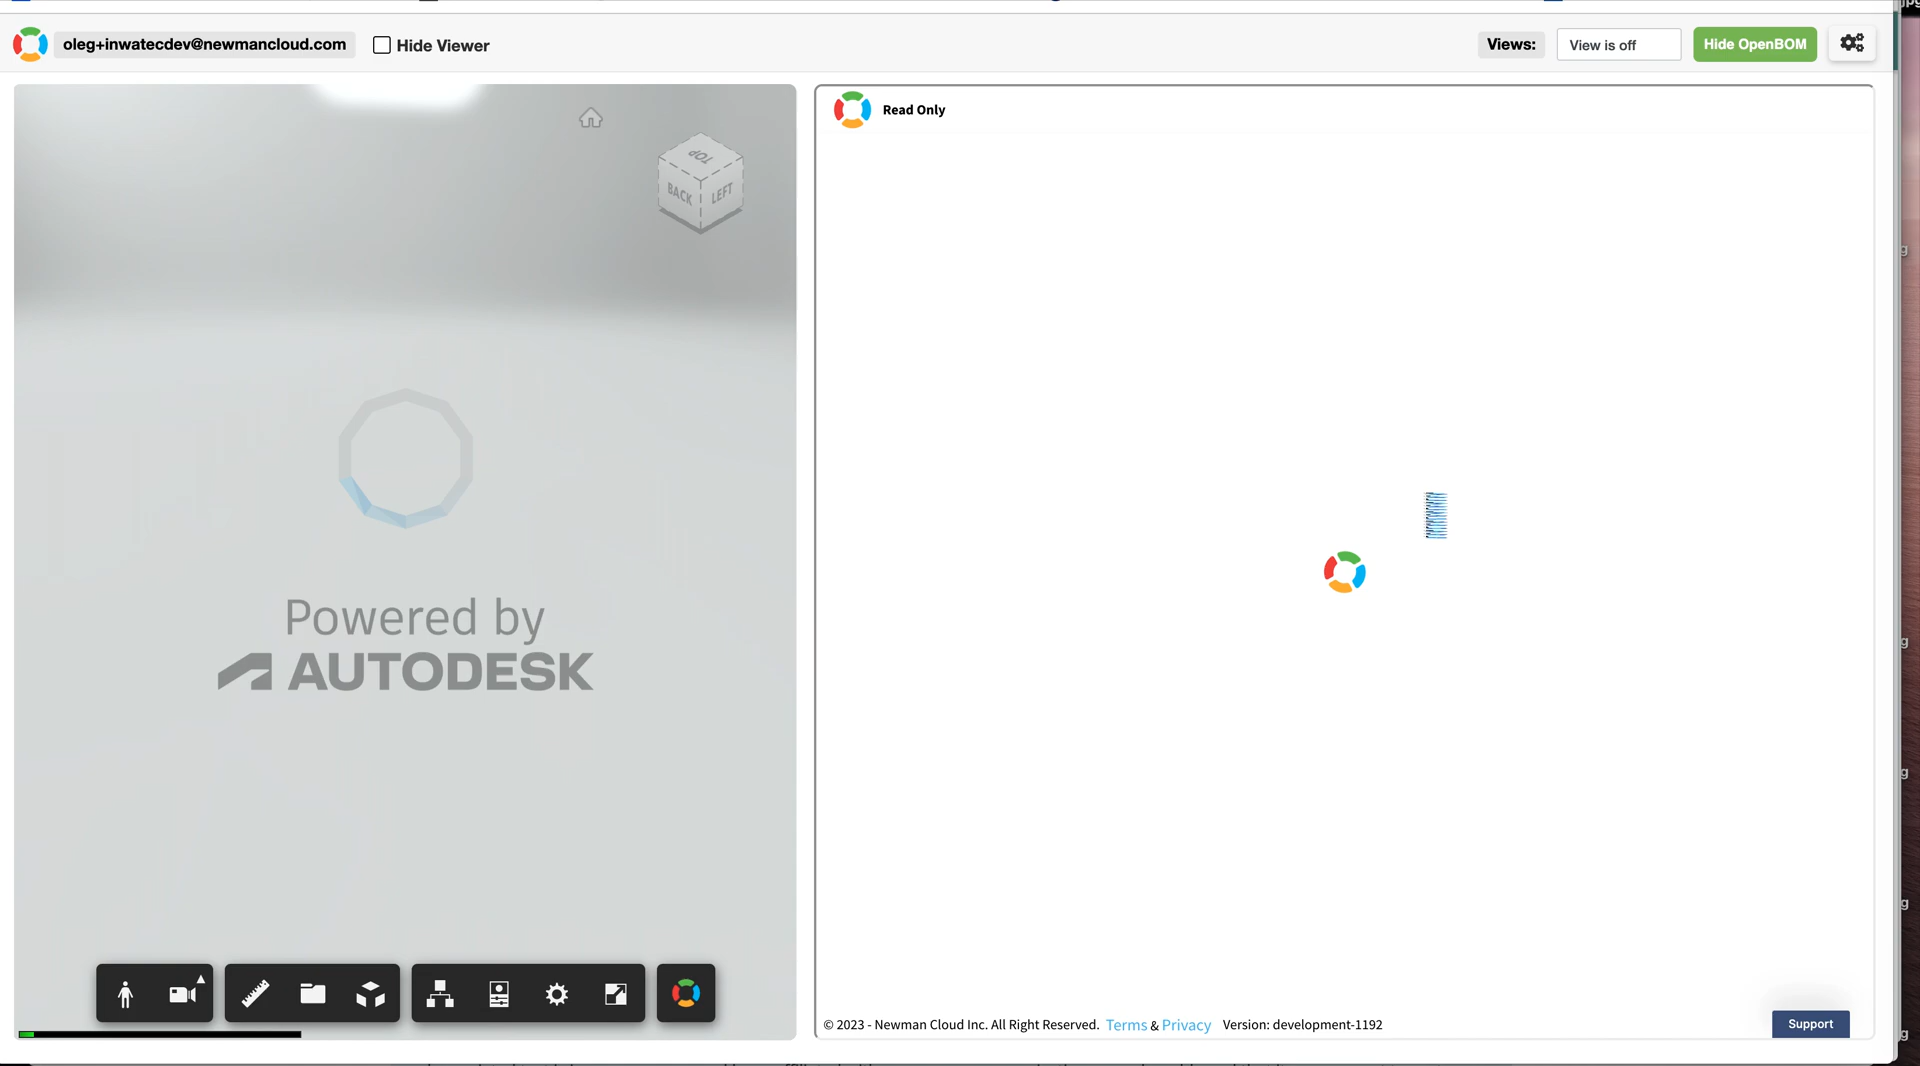 oleg+inwatecdev@newmancloud.com
Hide Viewer
Views:
View is off
Hide OpenBOM
TOP
BACK
LEFT
Powered by
AUTODESK
Read Only
© 2023 - Newman Cloud Inc. All Right Reserved. Terms & Privacy Version: development-1192
Support